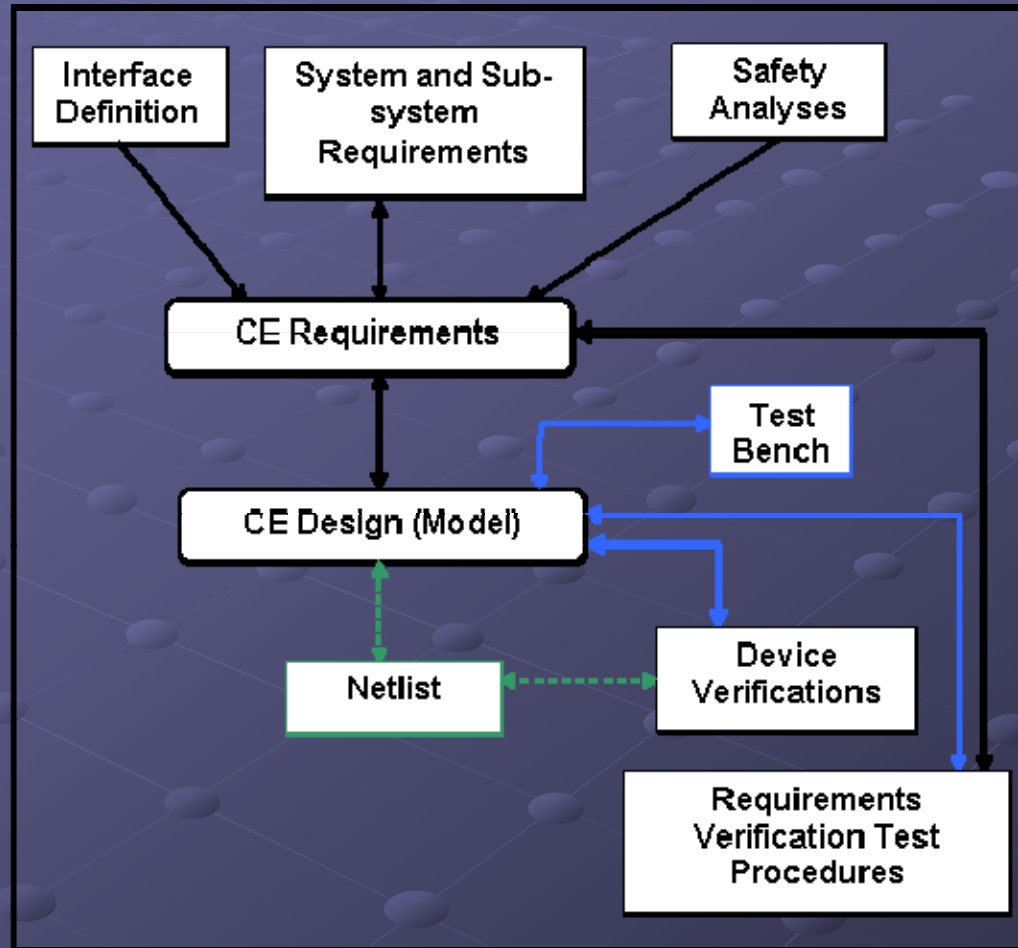 Interface
Definition
System and Sub-
system
Requirements
Safety
Analyses
CE Requirements
Test
Bench
CE Design (Model)
Netlist
Device
Verifications
Requirements
Verification Test
Procedures